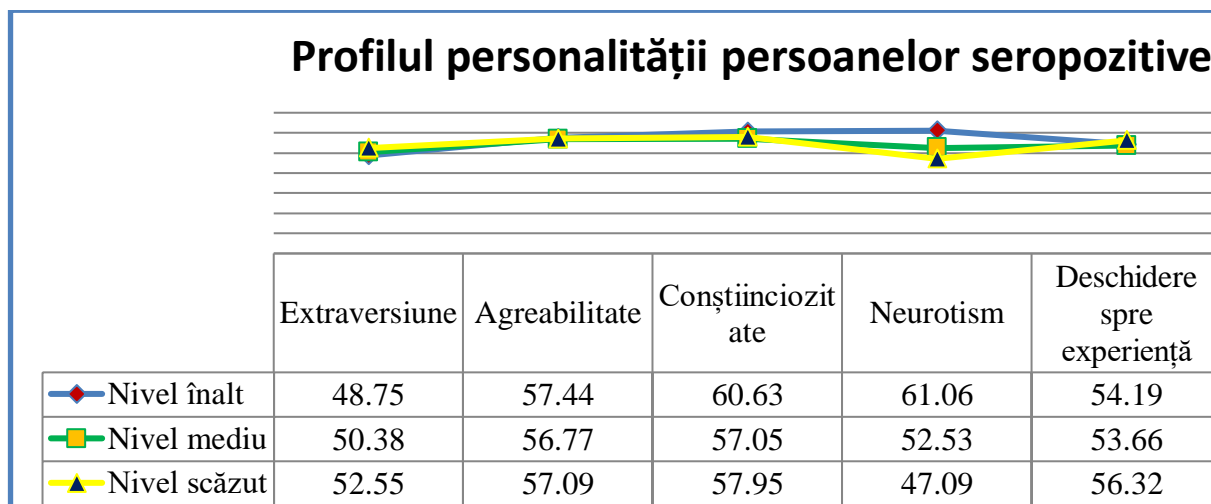 Profilul personalității persoanelor seropozitive
Extraversiune Agreabilitate Conștiinciozit
ate Neurotism Deschidere
spre
experiență
Nivel înalt 48.75 57.44 60.63 61.06 54.19
Nivel mediu 50.38 56.77 57.05 52.53 53.66
Nivel scăzut 52.55 57.09 57.95 47.09 56.32